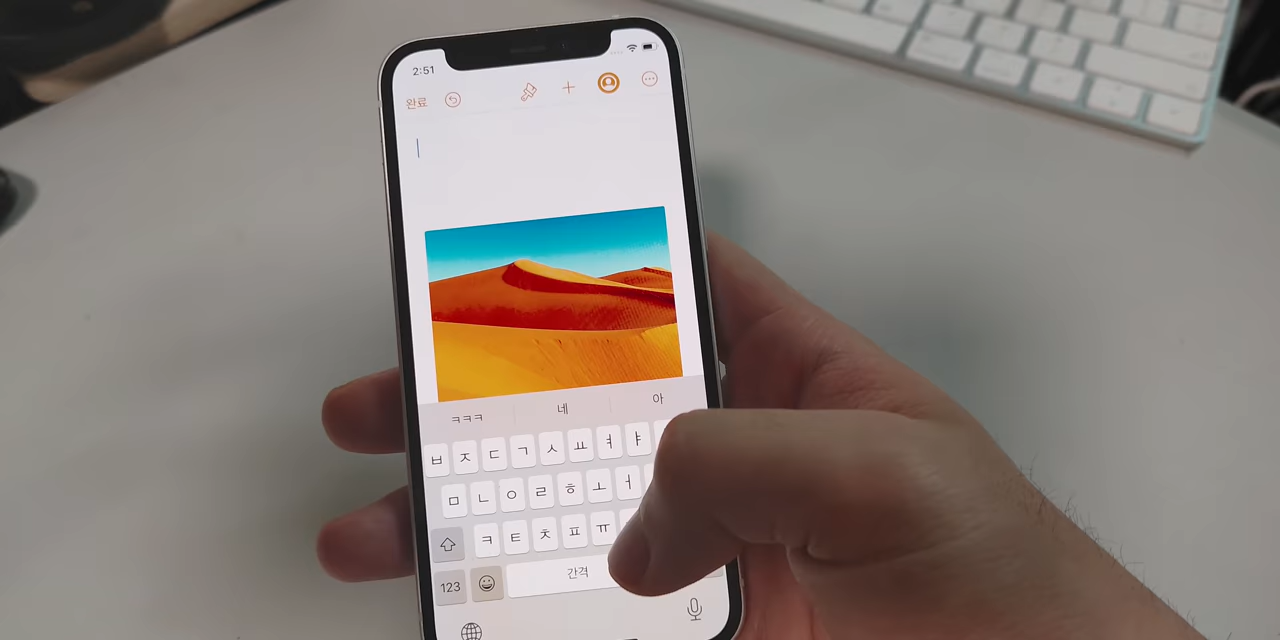 2:51
완료
ㅋㅋㅋ 네 아
ㅂ ㅈ ㄷ ㄱ ㅅ ㅛ ㅕ ㅑ
ㅁ ㄴ ㅇ ㄹ ㅎ ㅗ ㅓ
ㅋ ㅌ ㅊ ㅍ ㅠ
123 간격